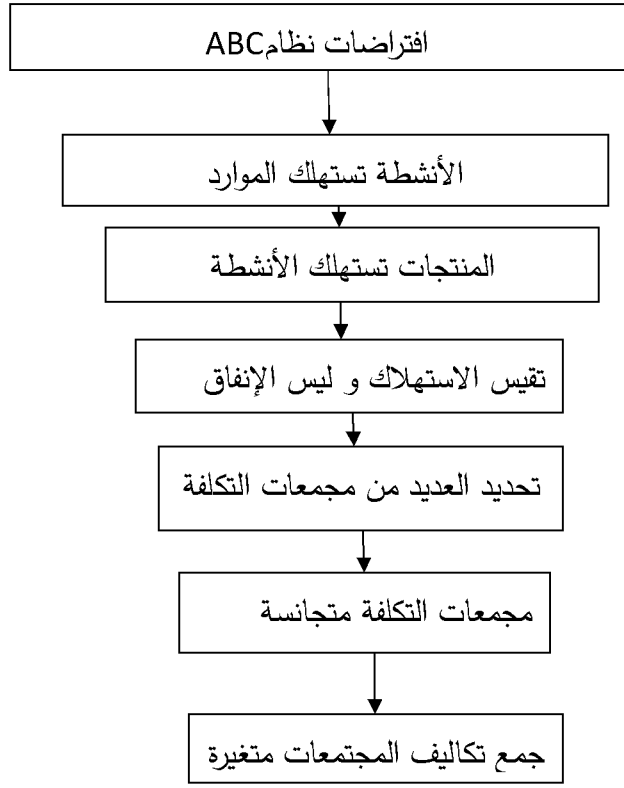 افتراضات نظامABC
الأنشطة تستهلك الموارد
المنتجات تستهلك الأنشطة
تقيس الاستهلاك و ليس الإنفاق
تحديد العديد من مجمعات التكلفة
مجمعات التكلفة متجانسة
جمع تكاليف المجتمعات متغيرة